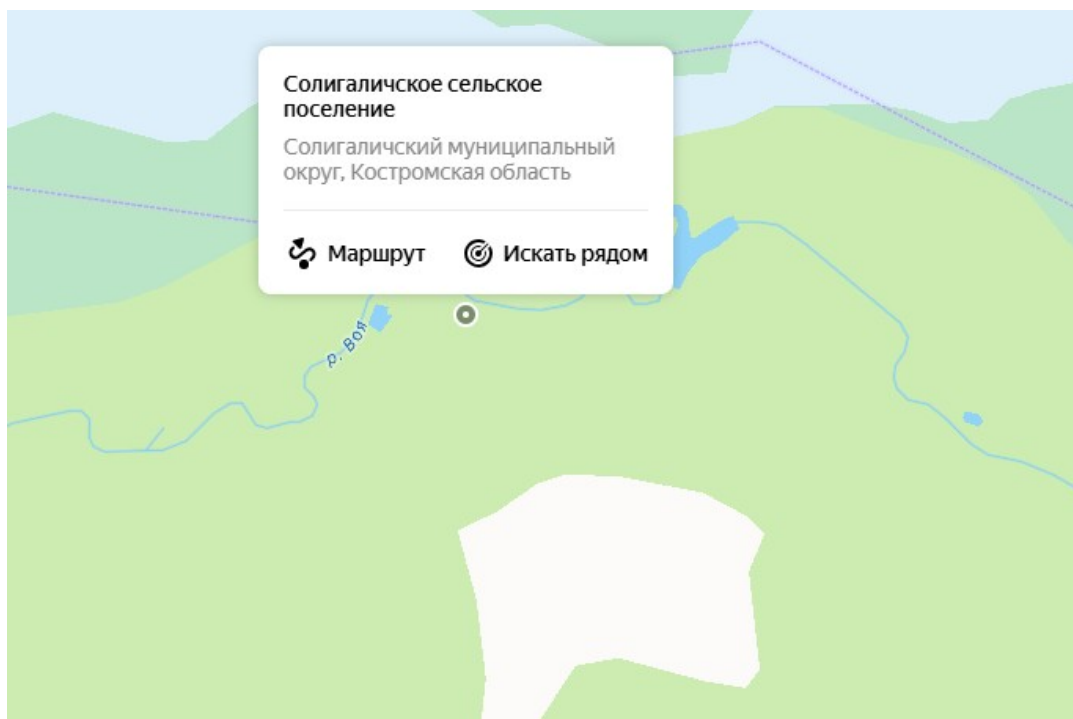 Солигаличское сельское
поселение
Солигаличский муниципальный
округ, Костромская область
Маршрут
Искать рядом
р. Воя